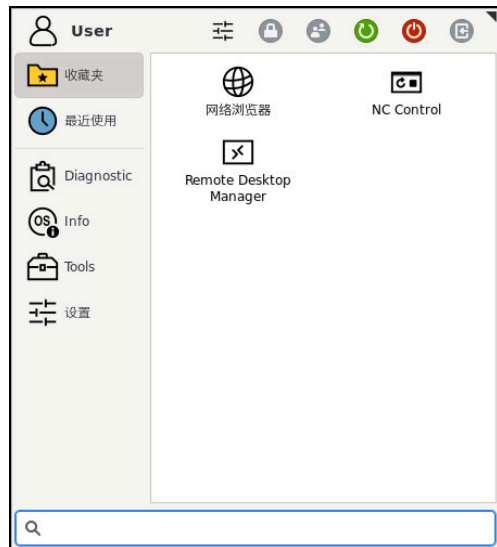 User
收藏夹
最近使用
Diagnostic
Info
Tools
设置
网络浏览器
NC Control
Remote Desktop
Manager
OS